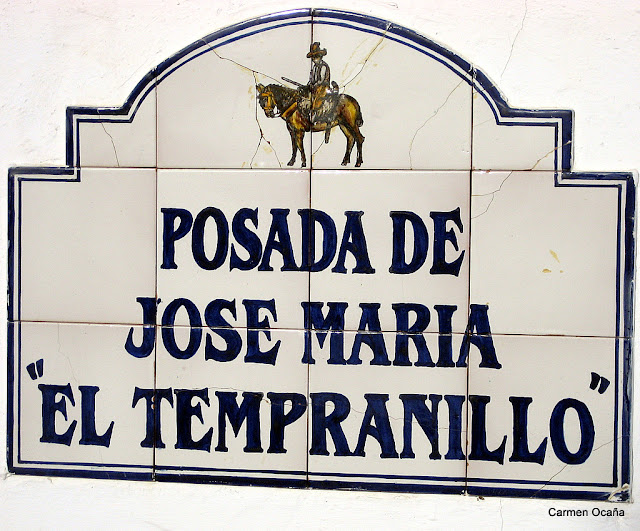 POSADA DE
JOSE MARIA
"EL TEMPRANILLO"
Carmen Ocaña